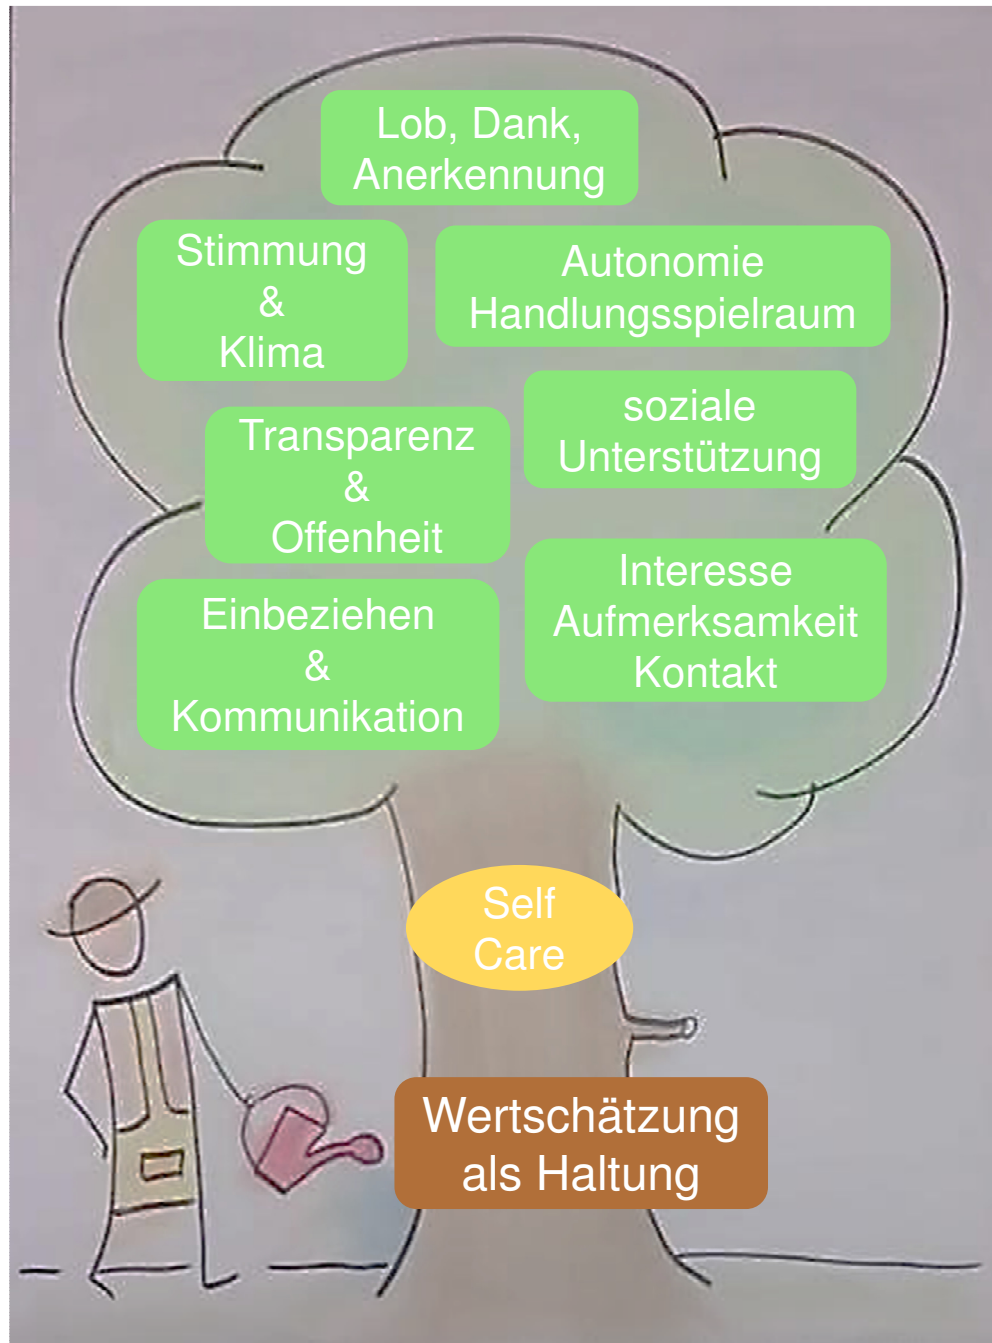 Lob, Dank,
Anerkennung
Stimmung
&
Klima
Autonomie
Handlungsspielraum
soziale
Unterstützung
Transparenz
&
Offenheit
Interesse
Aufmerksamkeit
Kontakt
Einbeziehen
&
Kommunikation
Self
Care
Wertschätzung
als Haltung